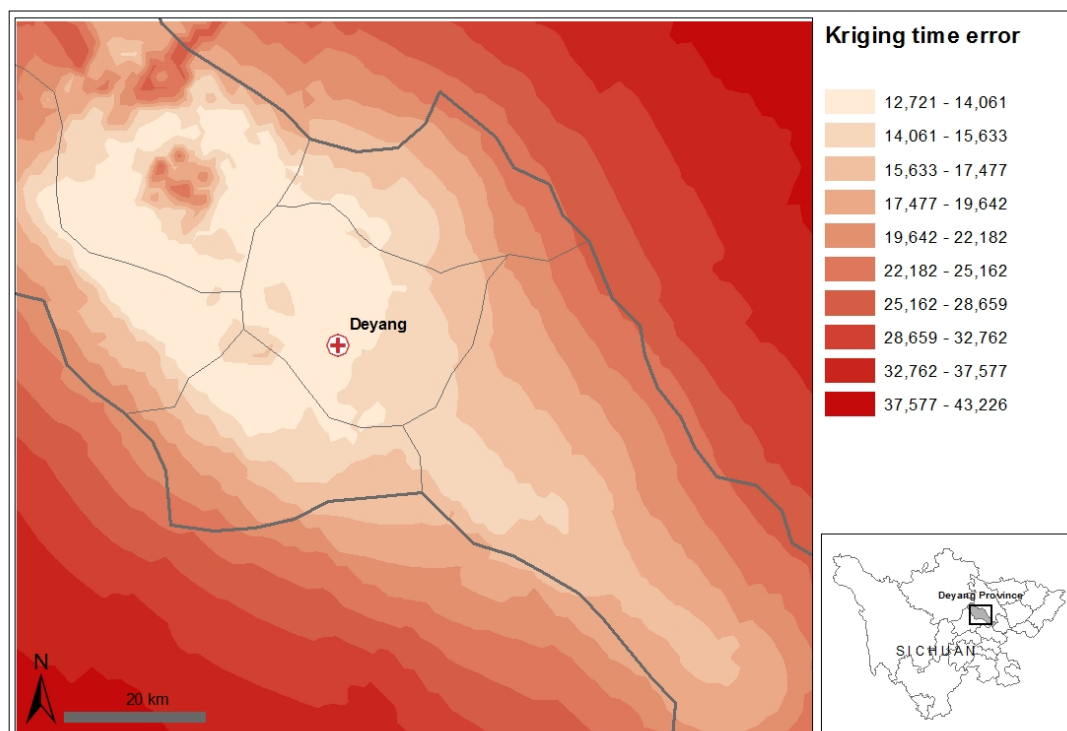 Kriging time error
12,721 - 14,061
14,061 - 15,633
15,633 - 17,477
17,477 - 19,642
19,642 - 22,182
22,182 - 25,162
25,162 - 28,659
28,659 - 32,762
32,762 - 37,577
37,577 - 43,226
Deyang
Deyang Province
SICHUAN
N
20 km